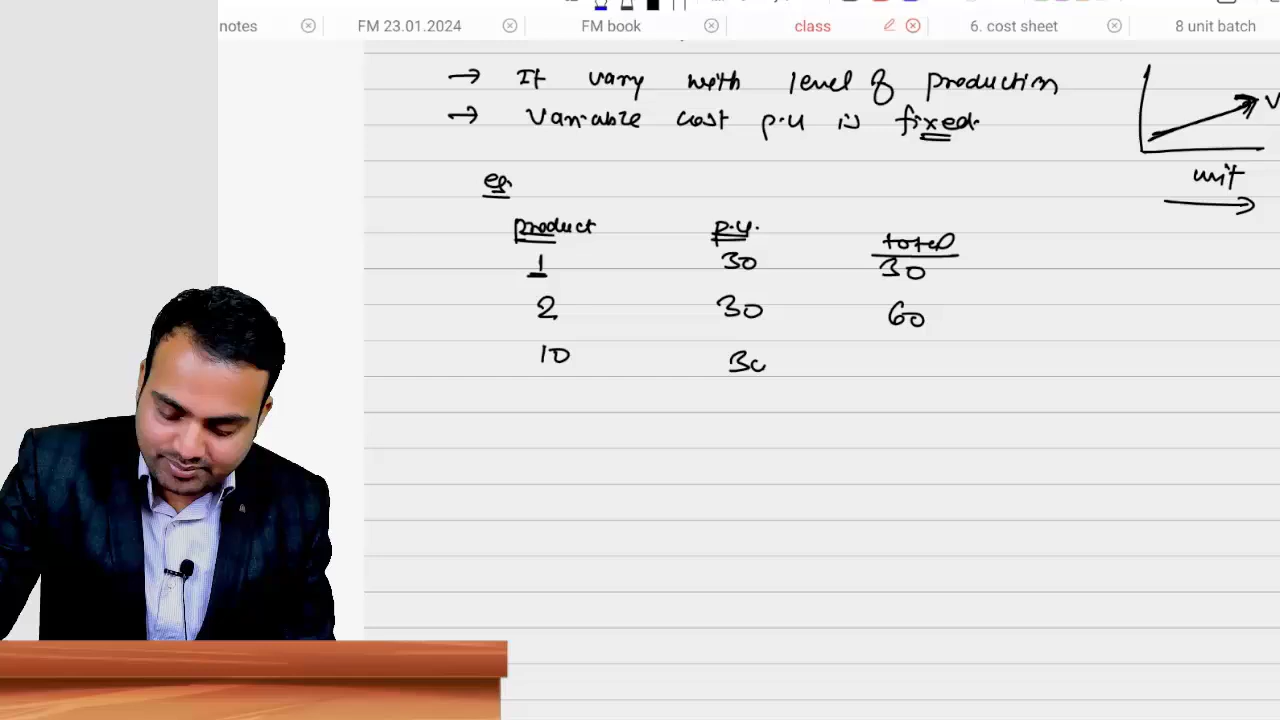 notes FM 23.01.2024 FM book class 6. cost sheet 8 unit batch
→ It vary with level of production
→ Variable cost p.u is fixed.
V
unit
eg.
product p.u. total
1 30 30
2 30 60
10 30